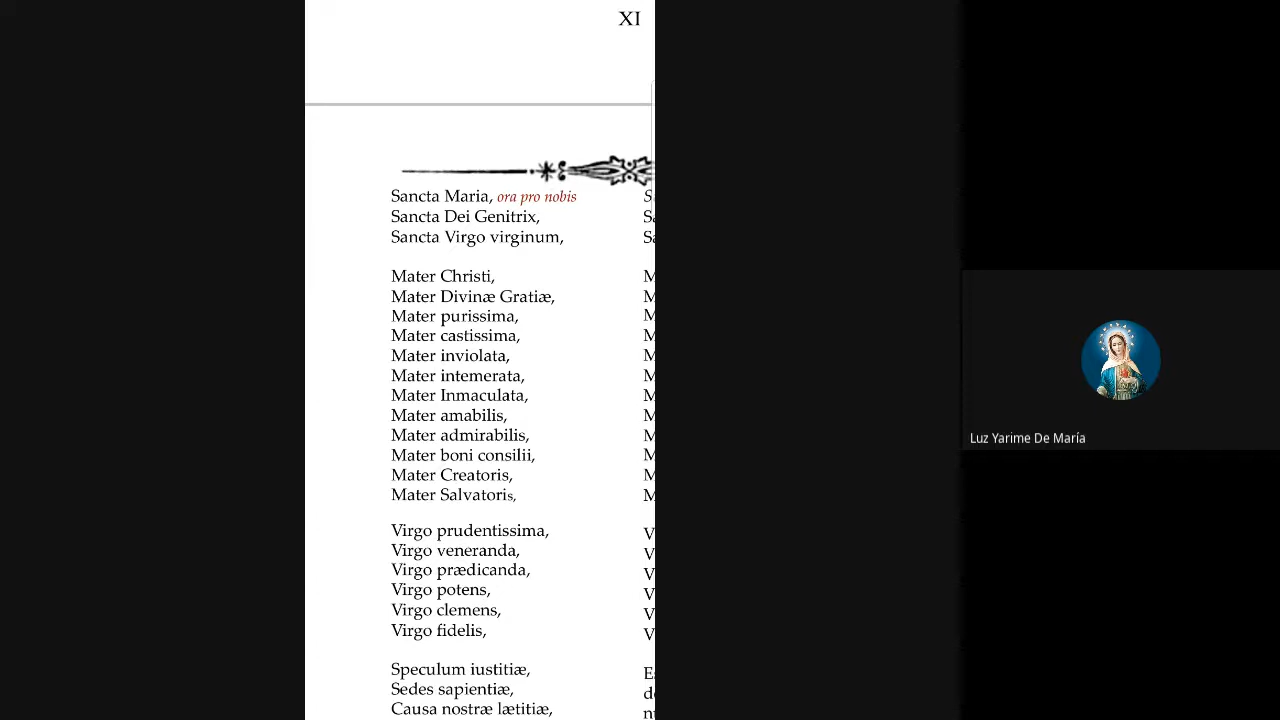 XI
Sancta Maria, ora pro nobis
Sancta Dei Genitrix,
Sancta Virgo virginum,
Mater Christi,
Mater Divinæ Gratiæ,
Mater purissima,
Mater castissima,
Mater inviolata,
Mater intemerata,
Mater Inmaculata,
Mater amabilis,
Mater admirabilis,
Mater boni consilii,
Mater Creatoris,
Mater Salvatoris,
Virgo prudentissima,
Virgo veneranda,
Virgo prædicanda,
Virgo potens,
Virgo clemens,
Virgo fidelis,
Speculum iustitiæ,
Sedes sapientiæ,
Causa nostræ lætitiæ,
Luz Yarime De María